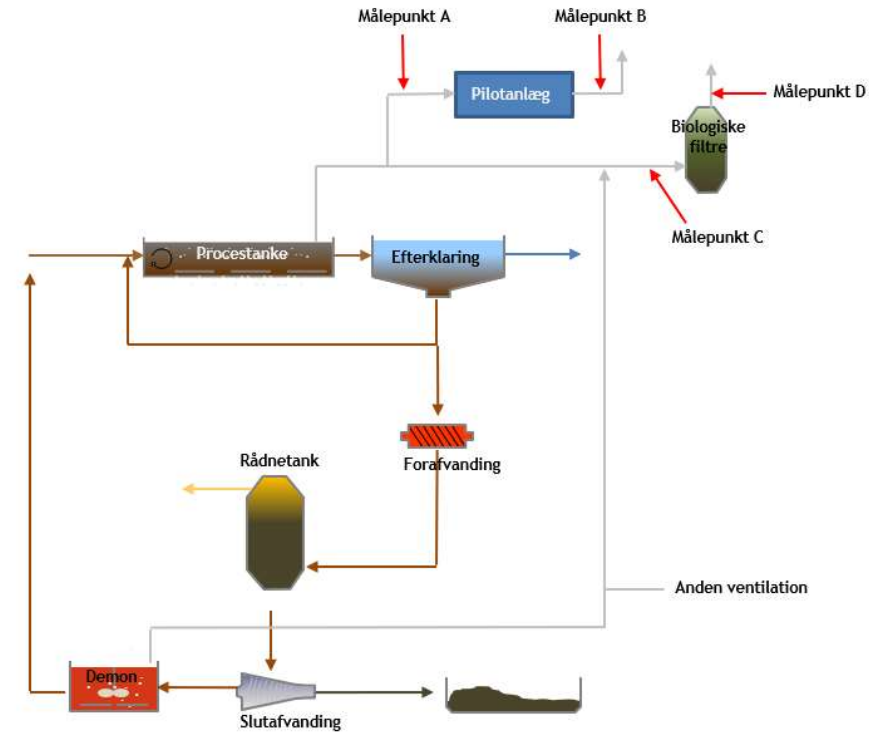 Målepunkt A
Målepunkt B
Pilotanlæg
Målepunkt D
Biologiske
filtre
Målepunkt C
Procestanke
Efterklaring
Rådnetank
Forafvanding
Anden ventilation
Demon
Slutafvanding